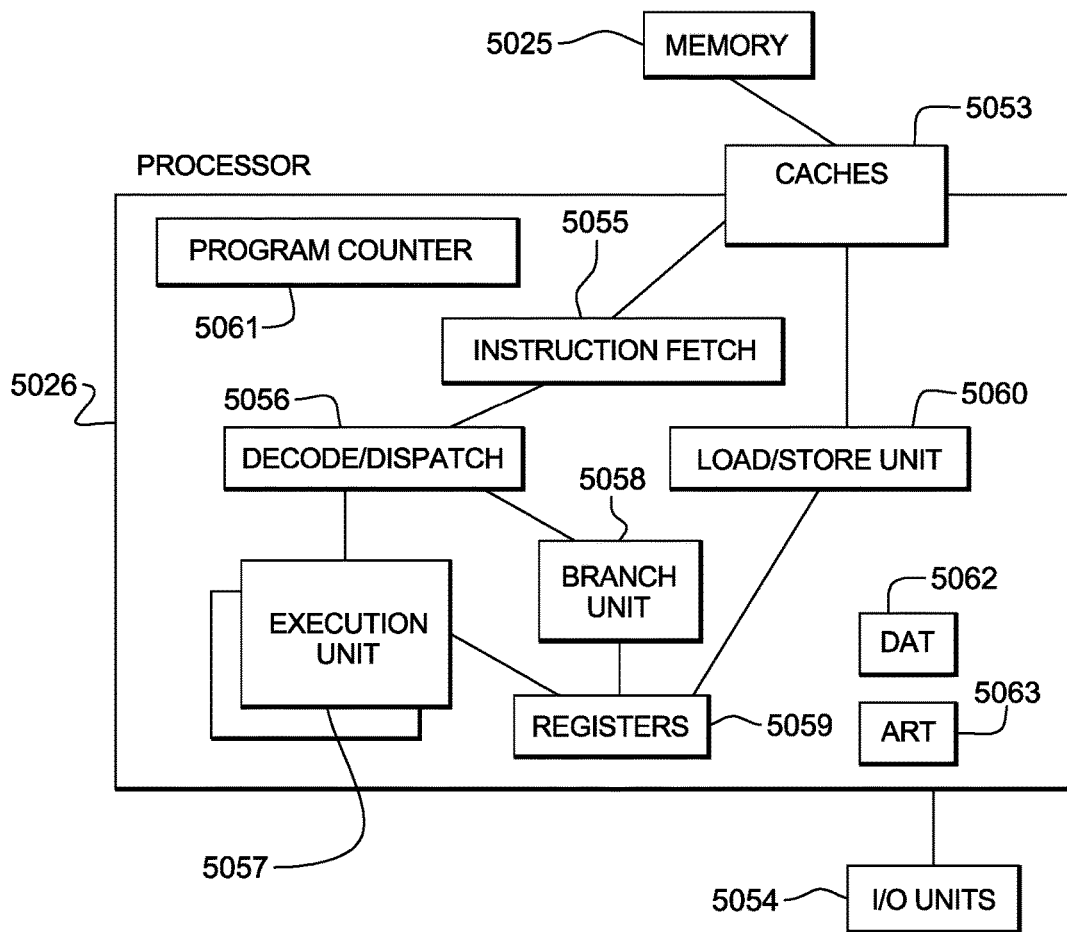 5025
MEMORY
5053
PROCESSOR
CACHES
5055
PROGRAM COUNTER
5061
INSTRUCTION FETCH
5026
5056
5060
DECODE/DISPATCH
LOAD/STORE UNIT
5058
BRANCH
UNIT
5062
EXECUTION
UNIT
DAT
5063
REGISTERS
5059
ART
5057
5054
I/O UNITS